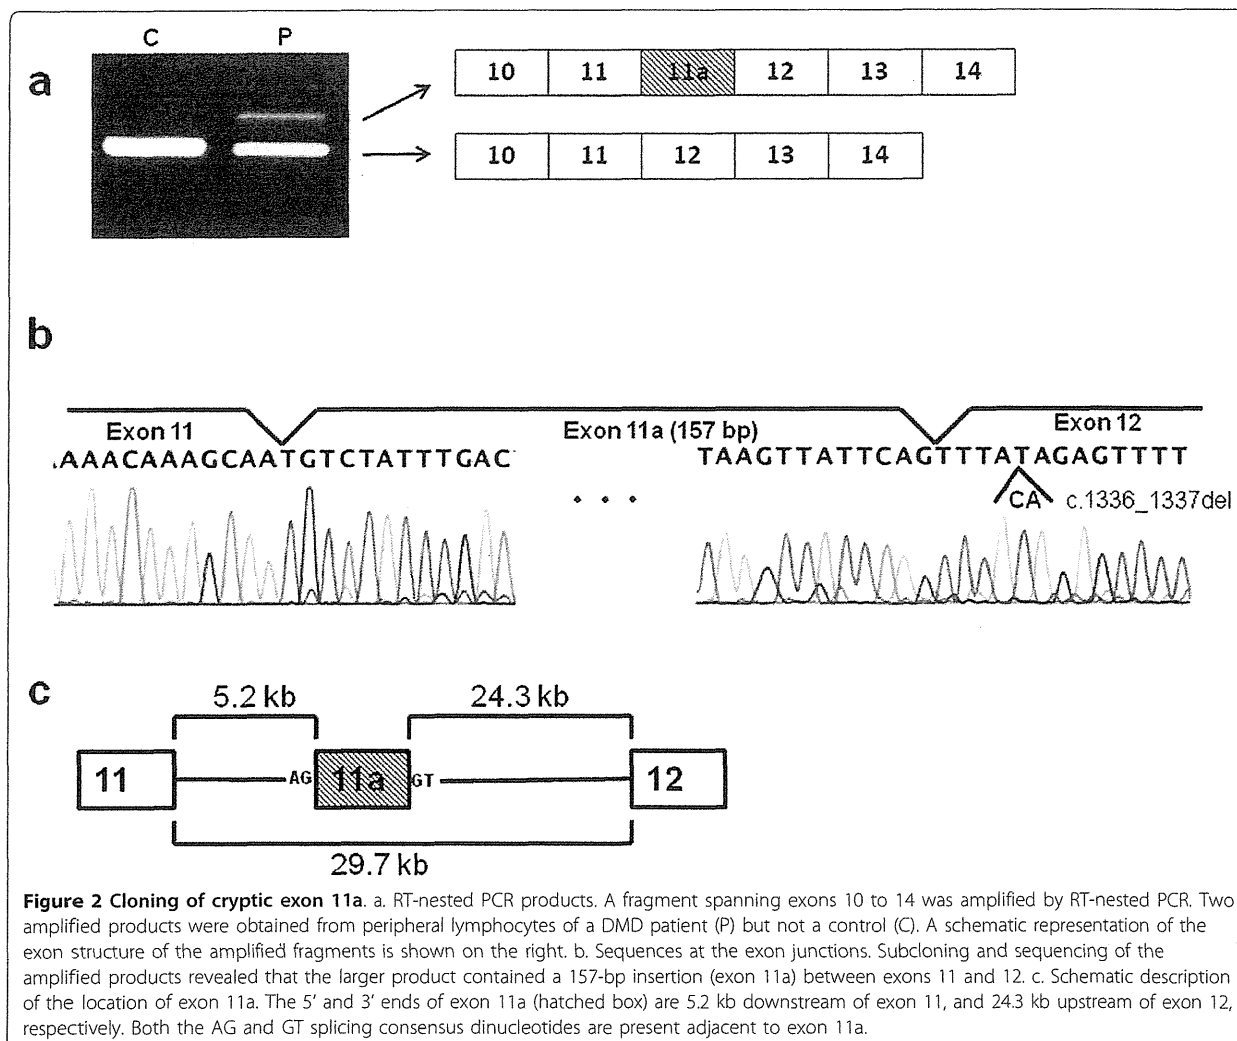 C P
a
10 11 11a 12 13 14
10 11 12 13 14
b
Exon 11 Exon 11a (157 bp) Exon 12
AAACAAAGCAATGTCTATTTGAC TAAGTTATTCAGTTTATAGAGTTTT
CA c.1336_1337del
c
5.2 kb 24.3 kb
11 AG 11a GT 12
29.7 kb
Figure 2 Cloning of cryptic exon 11a. a. RT-nested PCR products. A fragment spanning exons 10 to 14 was amplified by RT-nested PCR. Two
amplified products were obtained from peripheral lymphocytes of a DMD patient (P) but not a control (C). A schematic representation of the
exon structure of the amplified fragments is shown on the right. b. Sequences at the exon junctions. Subcloning and sequencing of the
amplified products revealed that the larger product contained a 157-bp insertion (exon 11a) between exons 11 and 12. c. Schematic description
of the location of exon 11a. The 5' and 3' ends of exon 11a (hatched box) are 5.2 kb downstream of exon 11, and 24.3 kb upstream of exon 12,
respectively. Both the AG and GT splicing consensus dinucleotides are present adjacent to exon 11a.